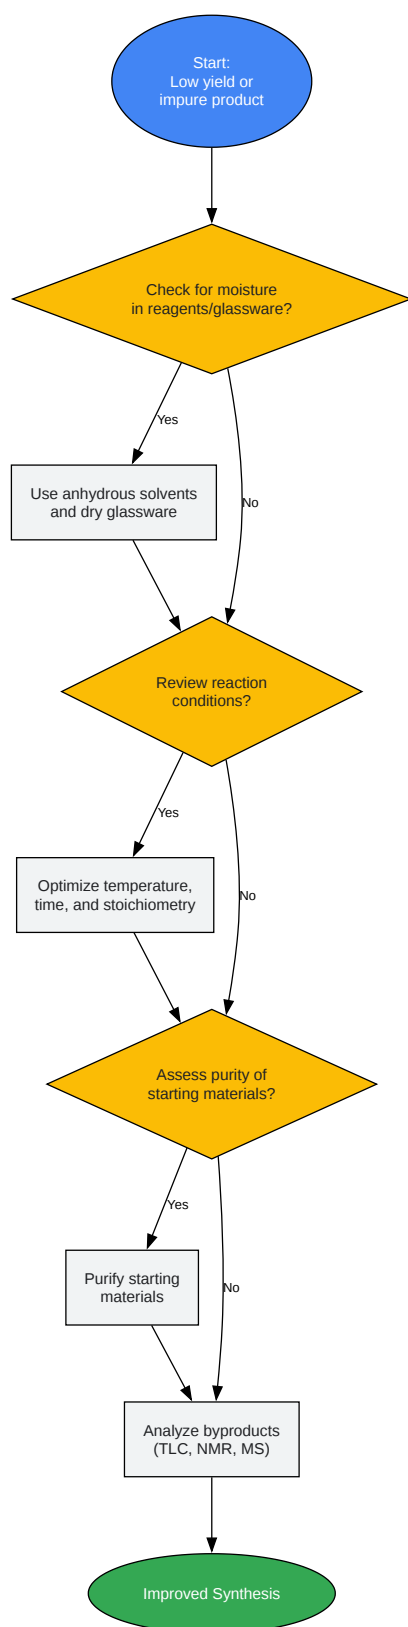 Start:
Low yield or
impure product
Check for moisture
in reagents/glassware?
Yes
Use anhydrous solvents
and dry glassware
No
Review reaction
conditions?
Yes
Optimize temperature,
time, and stoichiometry
No
Assess purity of
starting materials?
Yes
Purify starting
materials
No
Analyze byproducts
(TLC, NMR, MS)
Improved Synthesis